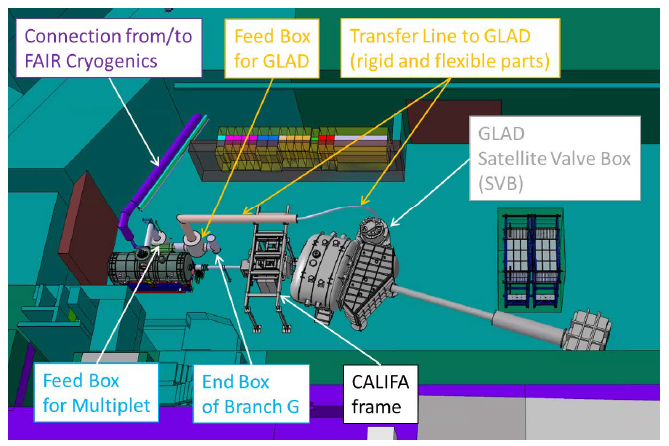 Connection from/to
FAIR Cryogenics
Feed Box
for GLAD
Transfer Line to GLAD
(rigid and flexible parts)
GLAD
Satellite Valve Box
(SVB)
Feed Box
for Multiplet
End Box
of Branch G
CALIFA
frame